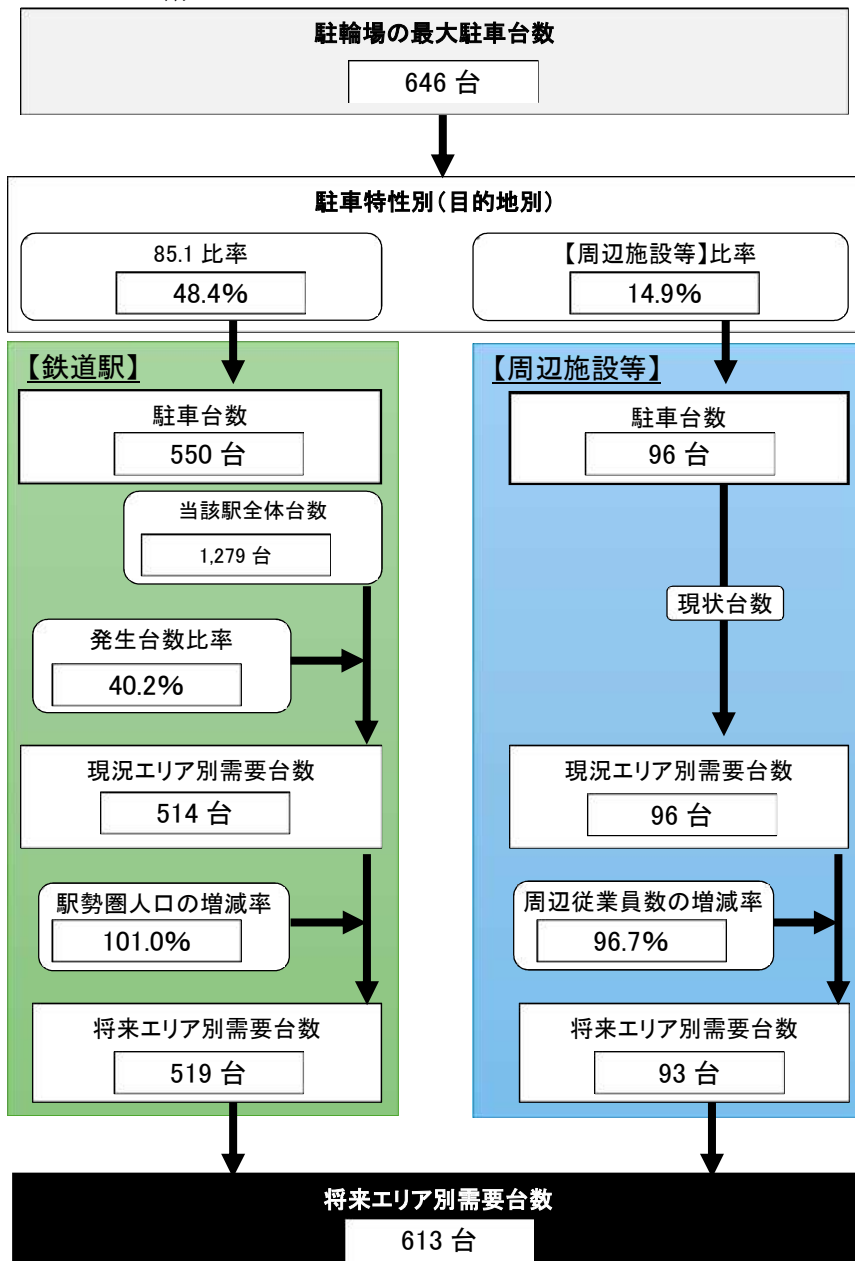 駐輪場の最大駐車台数
646 台
駐車特性別(目的地別)
85.1 比率
48.4%
【周辺施設等】比率
14.9%
【鉄道駅】
駐車台数
550 台
当該駅全体台数
1,279 台
発生台数比率
40.2%
現況エリア別需要台数
514 台
駅勢圏人口の増減率
101.0%
将来エリア別需要台数
519 台
【周辺施設等】
駐車台数
96 台
現状台数
現況エリア別需要台数
96 台
周辺従業員数の増減率
96.7%
将来エリア別需要台数
93 台
将来エリア別需要台数
613 台